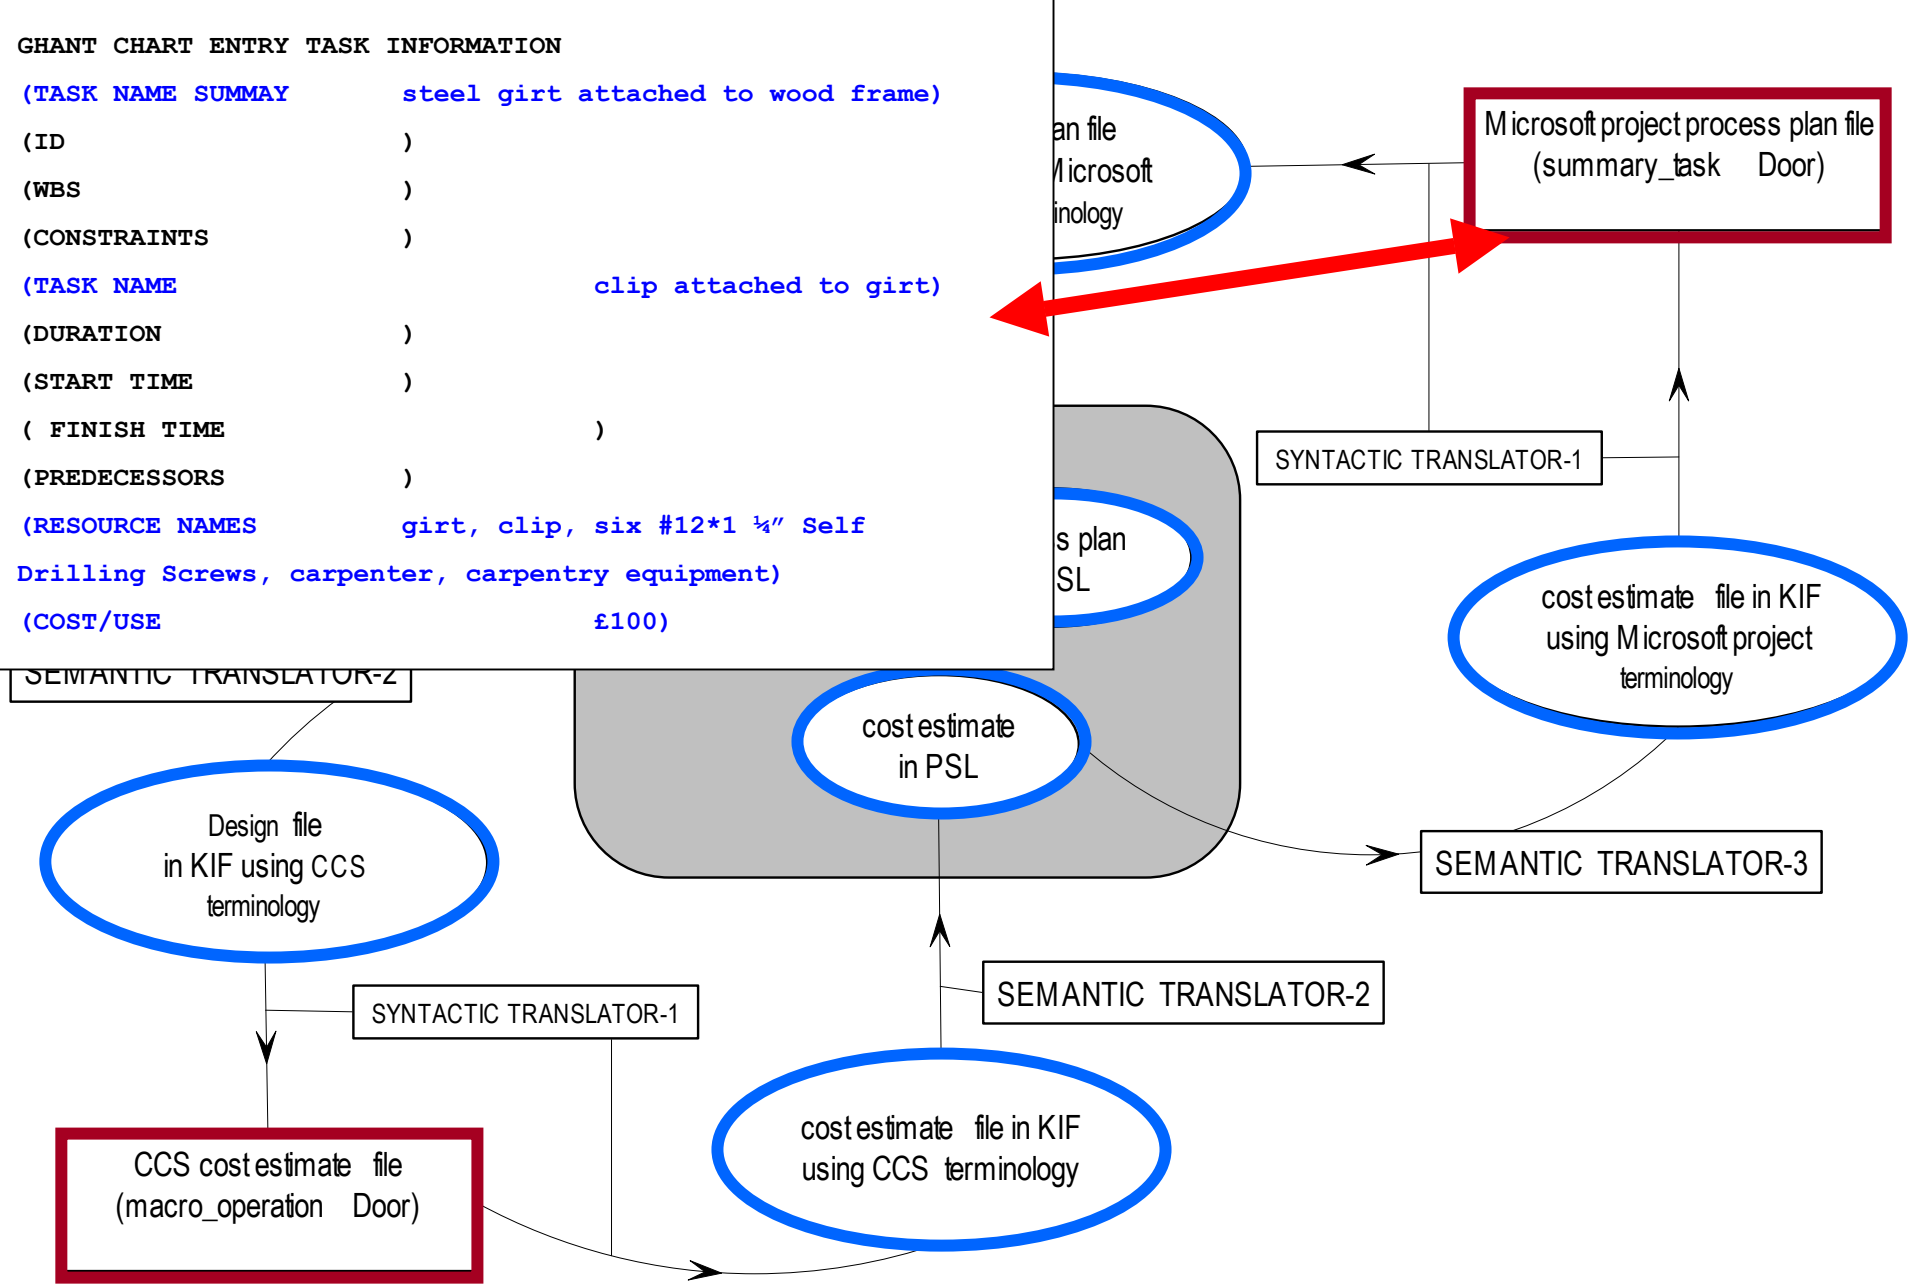 GHANT CHART ENTRY TASK INFORMATION
(TASK NAME SUMMAY steel girt attached to wood frame)
(ID )
(WBS )
(CONSTRAINTS )
(TASK NAME clip attached to girt)
(DURATION )
(START TIME )
( FINISH TIME )
(PREDECESSORS )
(RESOURCE NAMES girt, clip, six #12*1 ¼” Self
Drilling Screws, carpenter, carpentry equipment)
(COST/USE £100)
an file
Microsoft
inology
Microsoft project process plan file
(summary_task Door)
SYNTACTIC TRANSLATOR-1
s plan
SL
cost estimate file in KIF
using Microsoft project
terminology
SEMANTIC TRANSLATOR-2
cost estimate
in PSL
Design file
in KIF using CCS
terminology
SEMANTIC TRANSLATOR-3
SYNTACTIC TRANSLATOR-1
SEMANTIC TRANSLATOR-2
cost estimate file in KIF
using CCS terminology
CCS cost estimate file
(macro_operation Door)